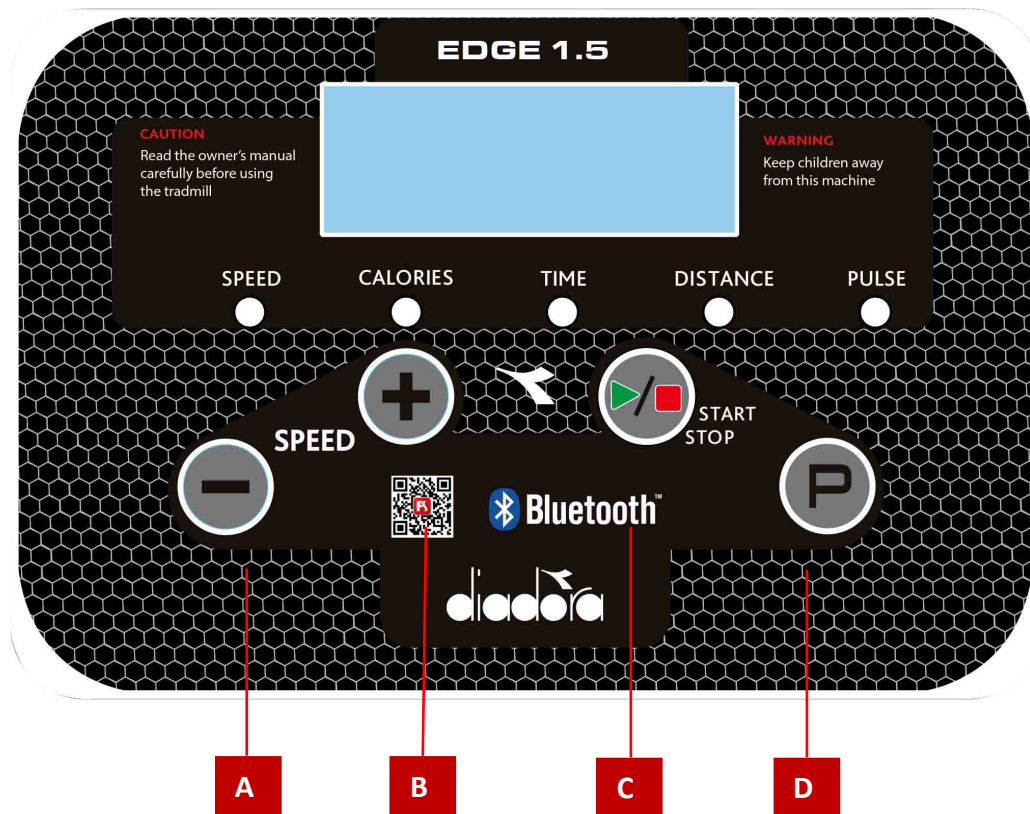 EDGE 1.5
CAUTION
Read the owner's manual
carefully before using
the tradmill
WARNING
Keep children away
from this machine
SPEED CALORIES TIME DISTANCE PULSE
START
STOP
SPEED
P
Bluetooth™
diadora
A B C D